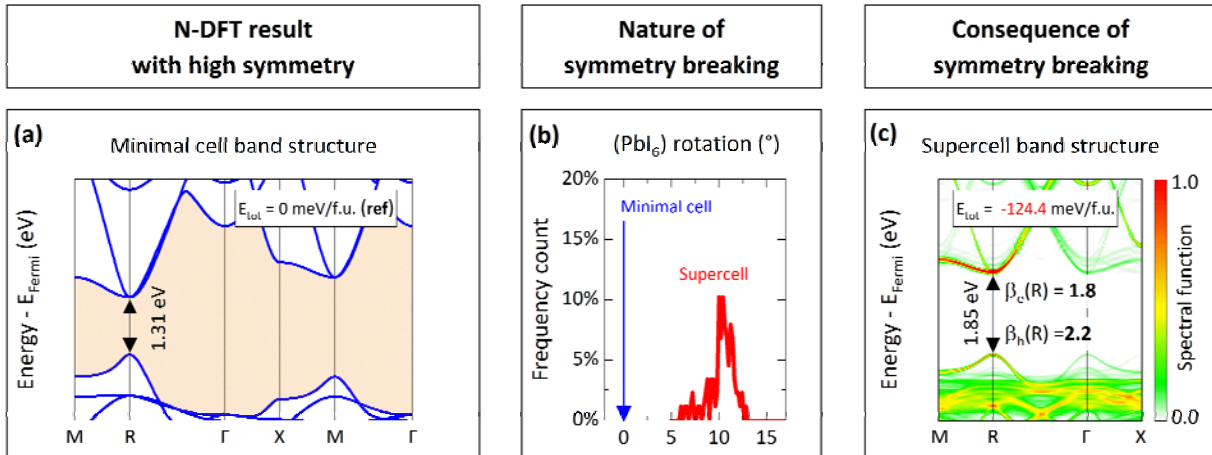 N-DFT result
with high symmetry
Nature of
symmetry breaking
Consequence of
symmetry breaking
(a)
Minimal cell band structure
E_tot = 0 meV/f.u. (ref)
Energy - E_Fermi (eV)
1.31 eV
M R Γ X M Γ
(b)
(PbI₆) rotation (°)
20%
15%
10%
5%
0%
Frequency count
Minimal cell
Supercell
0 5 10 15
(c)
Supercell band structure
E_tot = -124.4 meV/f.u.
Energy - E_Fermi (eV)
1.85 eV
β_e(R) = 1.8
β_h(R) =2.2
M R Γ X
1.0
Spectral function
0.0